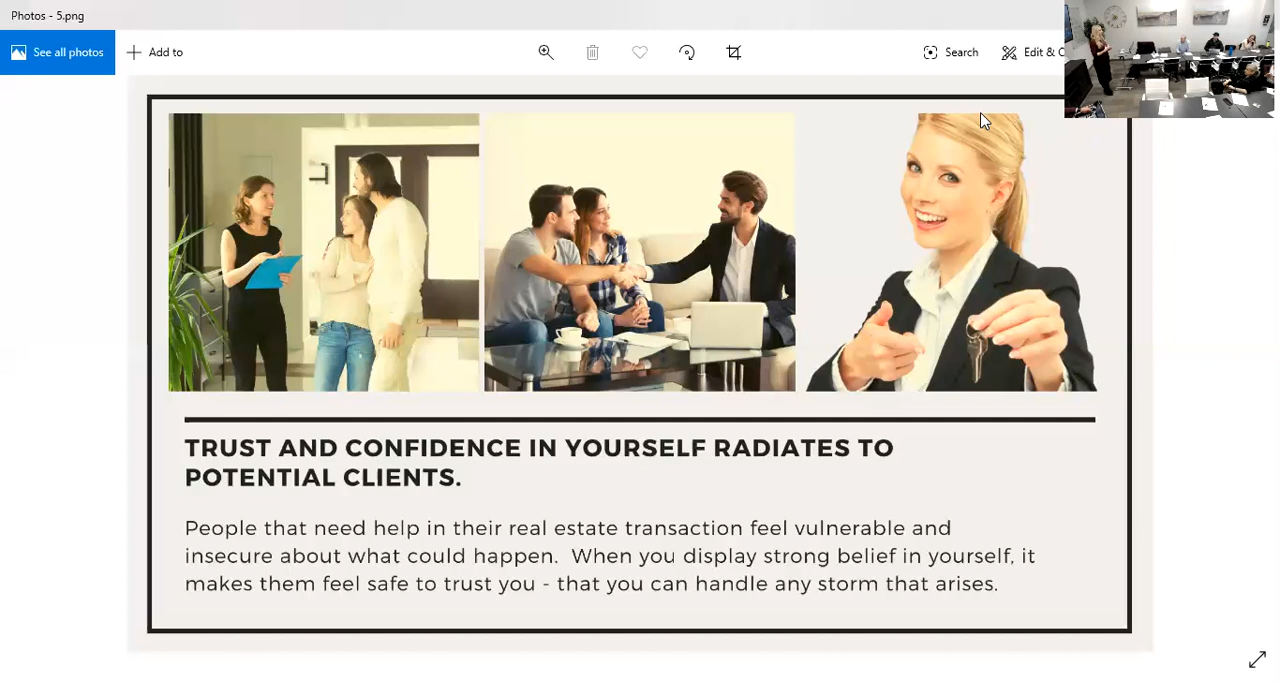 Photos - 5.png
See all photos
Add to
Search
Edit & C
TRUST AND CONFIDENCE IN YOURSELF RADIATES TO
POTENTIAL CLIENTS.
People that need help in their real estate transaction feel vulnerable and
insecure about what could happen.  When you display strong belief in yourself, it
makes them feel safe to trust you - that you can handle any storm that arises.